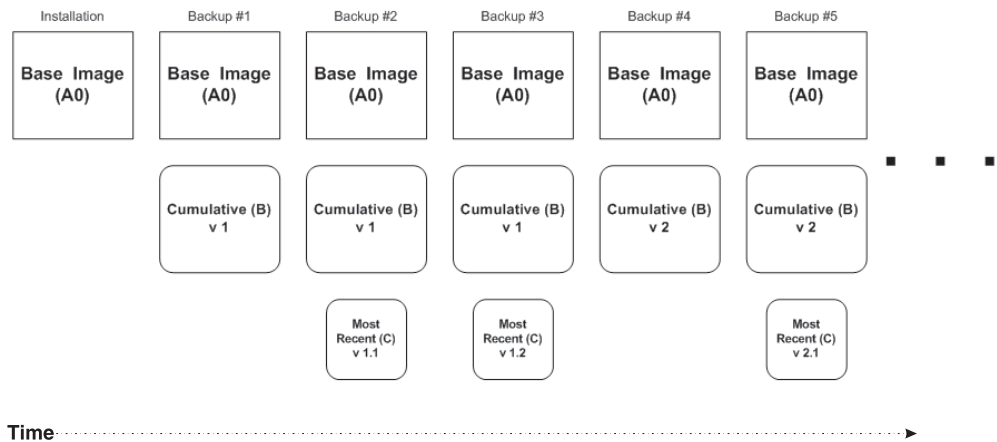 Installation
Backup #1
Backup #2
Backup #3
Backup #4
Backup #5
Base Image
(A0)
Base Image
(A0)
Base Image
(A0)
Base Image
(A0)
Base Image
(A0)
Base Image
(A0)
Cumulative (B)
v 1
Cumulative (B)
v 1
Cumulative (B)
v 1
Cumulative (B)
v 2
Cumulative (B)
v 2
Most
Recent (C)
v 1.1
Most
Recent (C)
v 1.2
Most
Recent (C)
v 2.1
Time